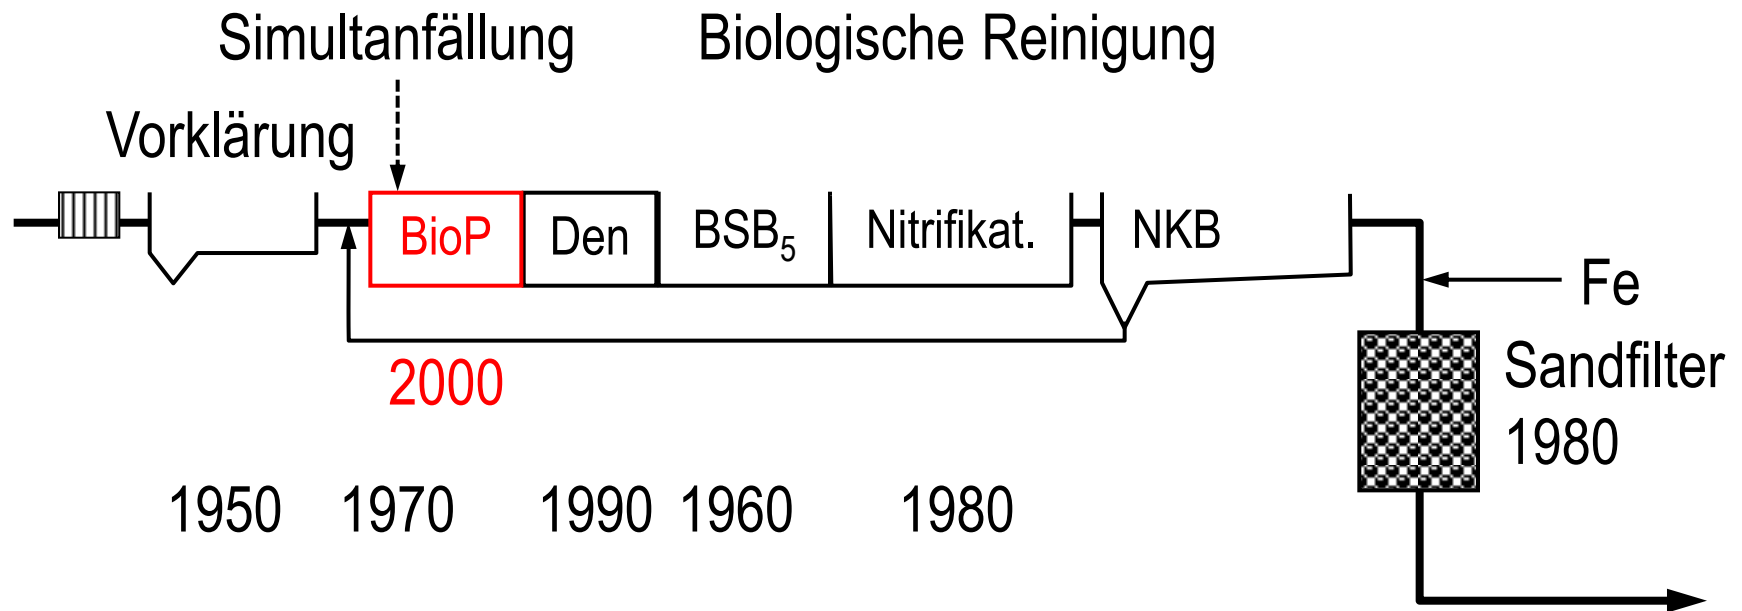 Simultanfällung
Biologische Reinigung
Vorklärung
BioP
Den
BSB5
Nitrifikat.
NKB
Fe
2000
Sandfilter
1980
1950
1970
1990
1960
1980